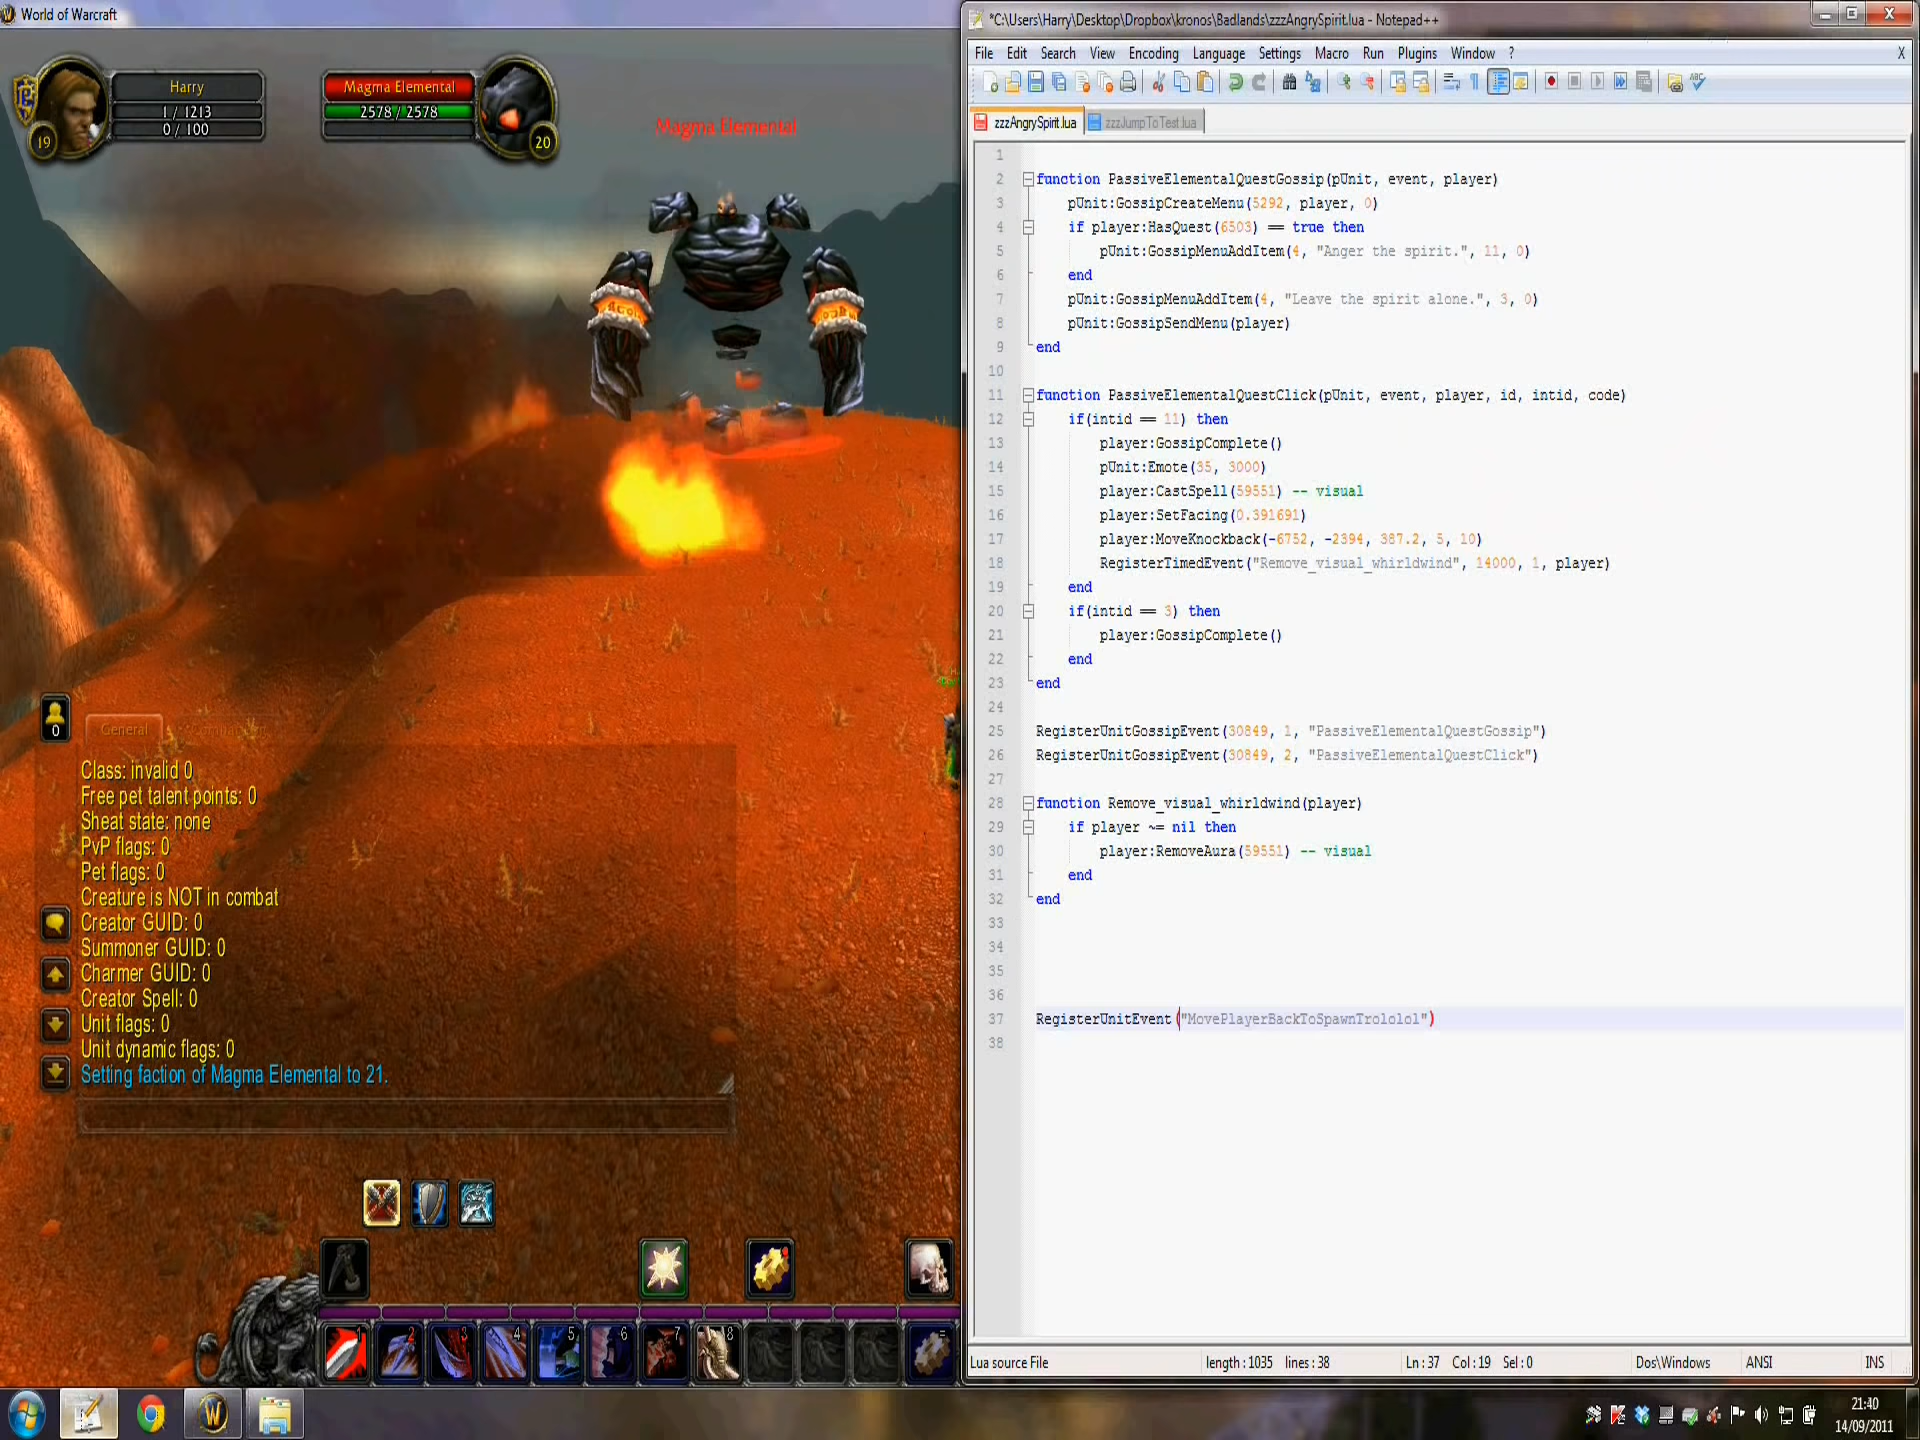 World of Warcraft
Harry
1 / 1213
0 / 100
19
Magma Elemental
2578 / 2578
20
Magma Elemental
0
General
Class: invalid 0
Free pet talent points: 0
Sheat state: none
PvP flags: 0
Pet flags: 0
Creature is NOT in combat
Creator GUID: 0
Summoner GUID: 0
Charmer GUID: 0
Creator Spell: 0
Unit flags: 0
Unit dynamic flags: 0
Setting faction of Magma Elemental to 21.
1 2 3 4 5 6 7 8 =
*C:\Users\Harry\Desktop\Dropbox\kronos\Badlands\zzzAngrySpirit.lua - Notepad++
File Edit Search View Encoding Language Settings Macro Run Plugins Window ? X
zzzAngrySpirit.lua zzzJumpToTest.lua
1
2 function PassiveElementalQuestGossip(pUnit, event, player)
3 pUnit:GossipCreateMenu(5292, player, 0)
4 if player:HasQuest(6503) == true then
5 pUnit:GossipMenuAddItem(4, "Anger the spirit.", 11, 0)
6 end
7 pUnit:GossipMenuAddItem(4, "Leave the spirit alone.", 3, 0)
8 pUnit:GossipSendMenu(player)
9 end
10
11 function PassiveElementalQuestClick(pUnit, event, player, id, intid, code)
12 if(intid == 11) then
13 player:GossipComplete()
14 pUnit:Emote(35, 3000)
15 player:CastSpell(59551) -- visual
16 player:SetFacing(0.391691)
17 player:MoveKnockback(-6752, -2394, 387.2, 5, 10)
18 RegisterTimedEvent("Remove_visual_whirldwind", 14000, 1, player)
19 end
20 if(intid == 3) then
21 player:GossipComplete()
22 end
23 end
24
25 RegisterUnitGossipEvent(30849, 1, "PassiveElementalQuestGossip")
26 RegisterUnitGossipEvent(30849, 2, "PassiveElementalQuestClick")
27
28 function Remove_visual_whirldwind(player)
29 if player ~= nil then
30 player:RemoveAura(59551) -- visual
31 end
32 end
33
34
35
36
37 RegisterUnitEvent("MovePlayerBackToSpawnTrololol")
38
Lua source File length : 1035 lines : 38 Ln : 37 Col : 19 Sel : 0 Dos\Windows ANSI INS
21:40
14/09/2011